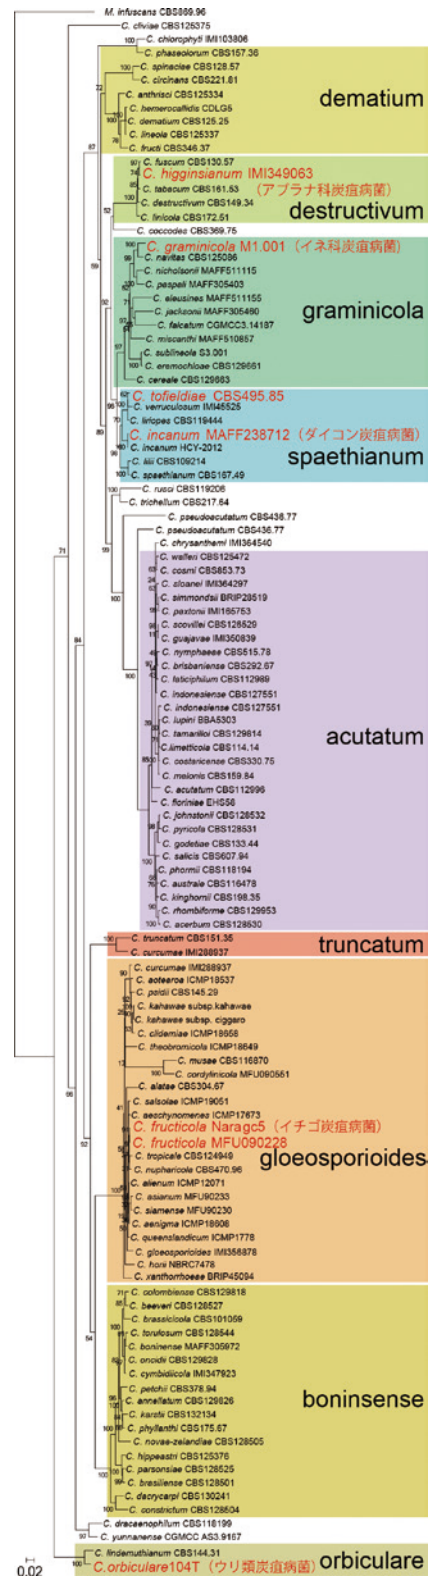 M. infuscans CBS869.96
C. cliviae CBS125375
C. chlorophyti IMI103806
C. phaseolorum CBS157.36
C. spinaciae CBS128.57
C. circinans CBS221.81
C. anthrisci CBS125334
dematium
C. hemerocallidis CDLG5
C. dematium CBS125.25
C. lineola CBS125337
C. fructi CBS346.37
C. fuscum CBS130.57
C. higginsianum IMI349063
C. tabacum CBS161.53 (アブラナ科炭疽病菌)
C. destructivum CBS149.34
destructivum
C. linicola CBS172.51
C. coccodes CBS369.75
C. graminicola M1.001 (イネ科炭疽病菌)
C. navitas CBS125086
C. nicholsonii MAFF511115
C. paspali MAFF305403
C. eleusines MAFF511155
C. jacksonii MAFF305460
graminicola
C. falcatum CGMCC3.14187
C. miscanthi MAFF510857
C. sublineola S3.001
C. eremochloae CBS129661
C. cereale CBS129663
C. tofieldiae CBS495.85
C. verruculosum IMI45525
C. liriopes CBS119444
C. incanum MAFF238712 (ダイコン炭疽病菌)
C. incanum HCY-2012
spaethianum
C. lilii CBS109214
C. spaethianum CBS167.49
C. rusci CBS119206
C. trichellum CBS217.64
C. pseudoacutatum CBS436.77
C. pseudoacutatum CBS436.77
C. chrysanthemi IMI364540
C. walleri CBS125472
C. cosmi CBS853.73
C. sloanei IMI364297
C. simmondsii BRIP28519
C. paxtonii IMI165753
C. scovillei CBS126529
C. guajavae IMI350839
C. nymphaeae CBS515.78
C. brisbaniense CBS292.67
C. laticiphilum CBS112989
C. indonesiense CBS127551
C. indonesiense CBS127551
C. lupini BBA5303
C. tamarilloi CBS129814
acutatum
C. limetticola CBS114.14
C. costaricense CBS330.75
C. melonis CBS159.84
C. acutatum CBS112996
C. fioriniae EHS58
C. johnstonii CBS128532
C. pyricola CBS128531
C. godetiae CBS133.44
C. salicis CBS607.94
C. phormii CBS118194
C. australe CBS116478
C. kinghornii CBS198.35
C. rhombiforme CBS129953
C. acerbum CBS128530
C. truncatum CBS151.35
truncatum
C. curcumae IMI288937
C. curcumae IMI288937
C. aotearoa ICMP18537
C. psidii CBS145.29
C. kahawae subsp.kahawae
C. kahawae subsp. ciggaro
C. clidemiae ICMP18658
C. theobromicola ICMP18649
C. musae CBS116870
C. cordylinicola MFU090551
C. alatae CBS304.67
C. salsolae ICMP19051
C. aeschynomenes ICMP17673
C. fructicola Naragc5 (イチゴ炭疽病菌)
C. fructicola MFU090228
C. tropicale CBS124949
gloeosporioides
C. nupharicola CBS470.96
C. alienum ICMP12071
C. asianum MFU090233
C. siamense MFU090230
C. aenigma ICMP18608
C. queenslandicum ICMP1778
C. gloeosporioides IMI356878
C. horii NBRC7478
C. xanthorrhoeae BRIP45094
C. colombiense CBS129818
C. beeveri CBS128527
C. brassicicola CBS101059
C. torulosum CBS128544
C. boninense MAFF305972
boninsense
C. oncidii CBS129828
C. cymbidiicola IMI347923
C. petchii CBS378.94
C. annellatum CBS129826
C. karstii CBS132134
C. phyllanthi CBS175.67
C. novae-zelandiae CBS128505
C. hippeastri CBS125376
C. parsonsiae CBS128525
C. brasiliense CBS128501
C. dacrycarpi CBS130241
C. constrictum CBS128504
C. dracaenophilum CBS118199
C. yunnanense CGMCC AS3.9167
C. lindemuthianum CBS144.31
C.orbiculare104T (ウリ類炭疽病菌)
orbiculare
0.02